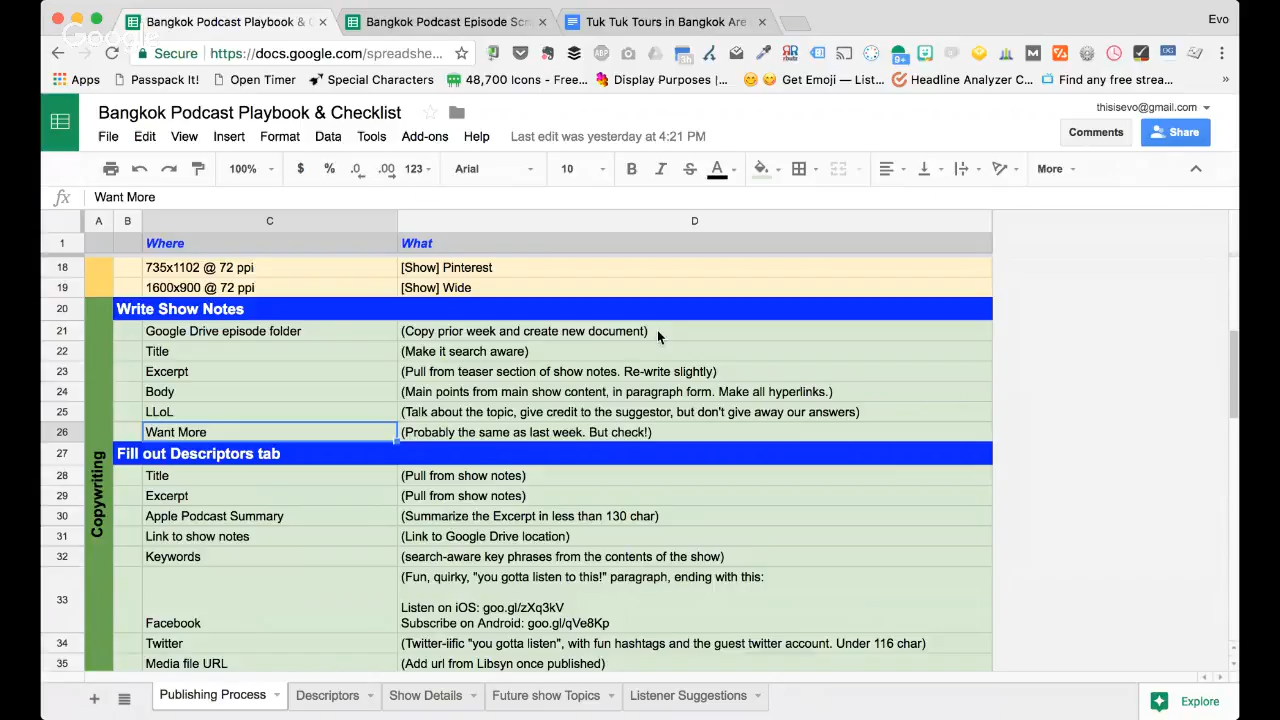 Bangkok Podcast Playbook & C
Bangkok Podcast Episode Scr
Tuk Tuk Tours in Bangkok Are
Evo
Google
Secure
https://docs.google.com/spreadshe...
9+
Apps
Passpack It!
Open Timer
Special Characters
48,700 Icons - Free...
Display Purposes |...
Get Emoji — List...
Headline Analyzer C...
Find any free strea...
»
Bangkok Podcast Playbook & Checklist
thisisevo@gmail.com
File Edit View Insert Format Data Tools Add-ons Help
Last edit was yesterday at 4:21 PM
Comments
Share
100%
$ % .0 .00 123
Arial
10
B I S A
More
fx Want More
A B C D
1 Where What
18 735x1102 @ 72 ppi [Show] Pinterest
19 1600x900 @ 72 ppi [Show] Wide
20 Write Show Notes
21 Google Drive episode folder (Copy prior week and create new document)
22 Title (Make it search aware)
23 Excerpt (Pull from teaser section of show notes. Re-write slightly)
24 Body (Main points from main show content, in paragraph form. Make all hyperlinks.)
25 LLoL (Talk about the topic, give credit to the suggestor, but don't give away our answers)
26 Want More (Probably the same as last week. But check!)
27 Fill out Descriptors tab
28 Title (Pull from show notes)
29 Excerpt (Pull from show notes)
Copywriting
30 Apple Podcast Summary (Summarize the Excerpt in less than 130 char)
31 Link to show notes (Link to Google Drive location)
32 Keywords (search-aware key phrases from the contents of the show)
(Fun, quirky, "you gotta listen to this!" paragraph, ending with this:
33
Listen on iOS: goo.gl/zXq3kV
Facebook Subscribe on Android: goo.gl/qVe8Kp
34 Twitter (Twitter-iific "you gotta listen", with fun hashtags and the guest twitter account. Under 116 char)
35 Media file URL (Add url from Libsyn once published)
Publishing Process
Descriptors
Show Details
Future show Topics
Listener Suggestions
Explore